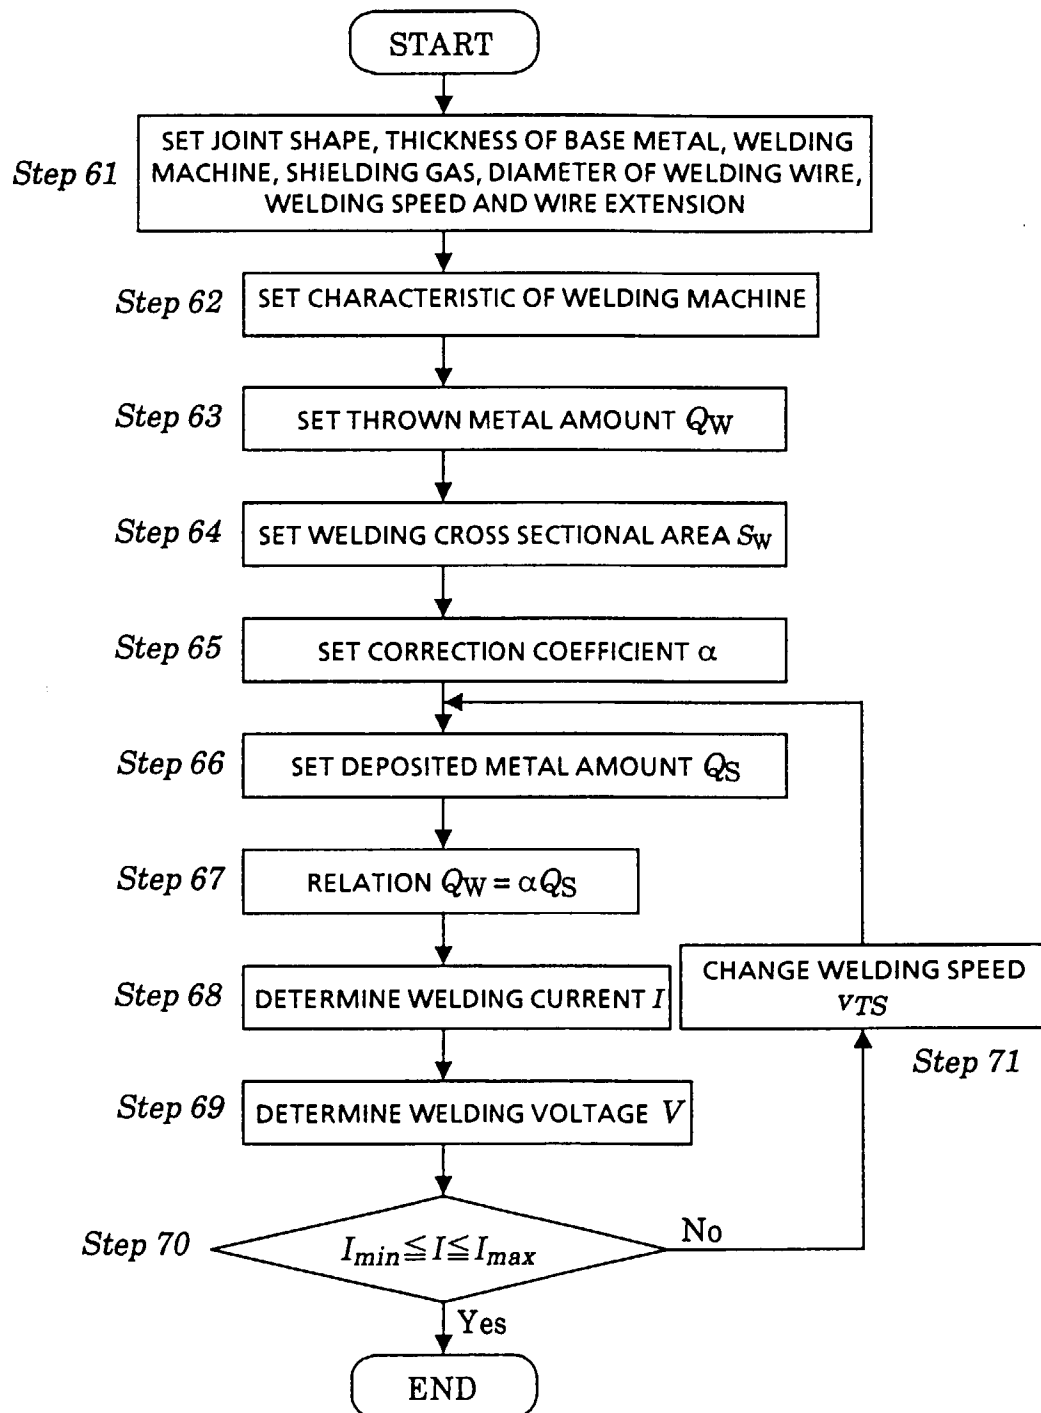 START
Step 61
SET JOINT SHAPE, THICKNESS OF BASE METAL, WELDING
MACHINE, SHIELDING GAS, DIAMETER OF WELDING WIRE,
WELDING SPEED AND WIRE EXTENSION
Step 62
SET CHARACTERISTIC OF WELDING MACHINE
Step 63
SET THROWN METAL AMOUNT QW
Step 64
SET WELDING CROSS SECTIONAL AREA SW
Step 65
SET CORRECTION COEFFICIENT α
Step 66
SET DEPOSITED METAL AMOUNT QS
Step 67
RELATION QW = αQS
Step 68
DETERMINE WELDING CURRENT I
CHANGE WELDING SPEED
vTS
Step 71
Step 69
DETERMINE WELDING VOLTAGE V
Step 70
Imin ≦ I ≦ Imax
No
Yes
END